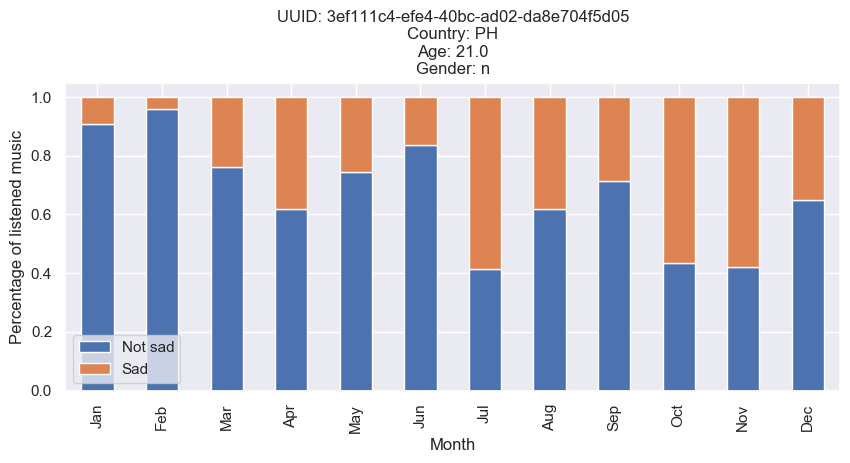 UUID: 3ef111c4-efe4-40bc-ad02-da8e704f5d05
Country: PH
Age: 21.0
Gender: n
Percentage of listened music
1.0
0.8
0.6
0.4
0.2
0.0
Not sad
Sad
Jan Feb Mar Apr May Jun Jul Aug Sep Oct Nov Dec
Month